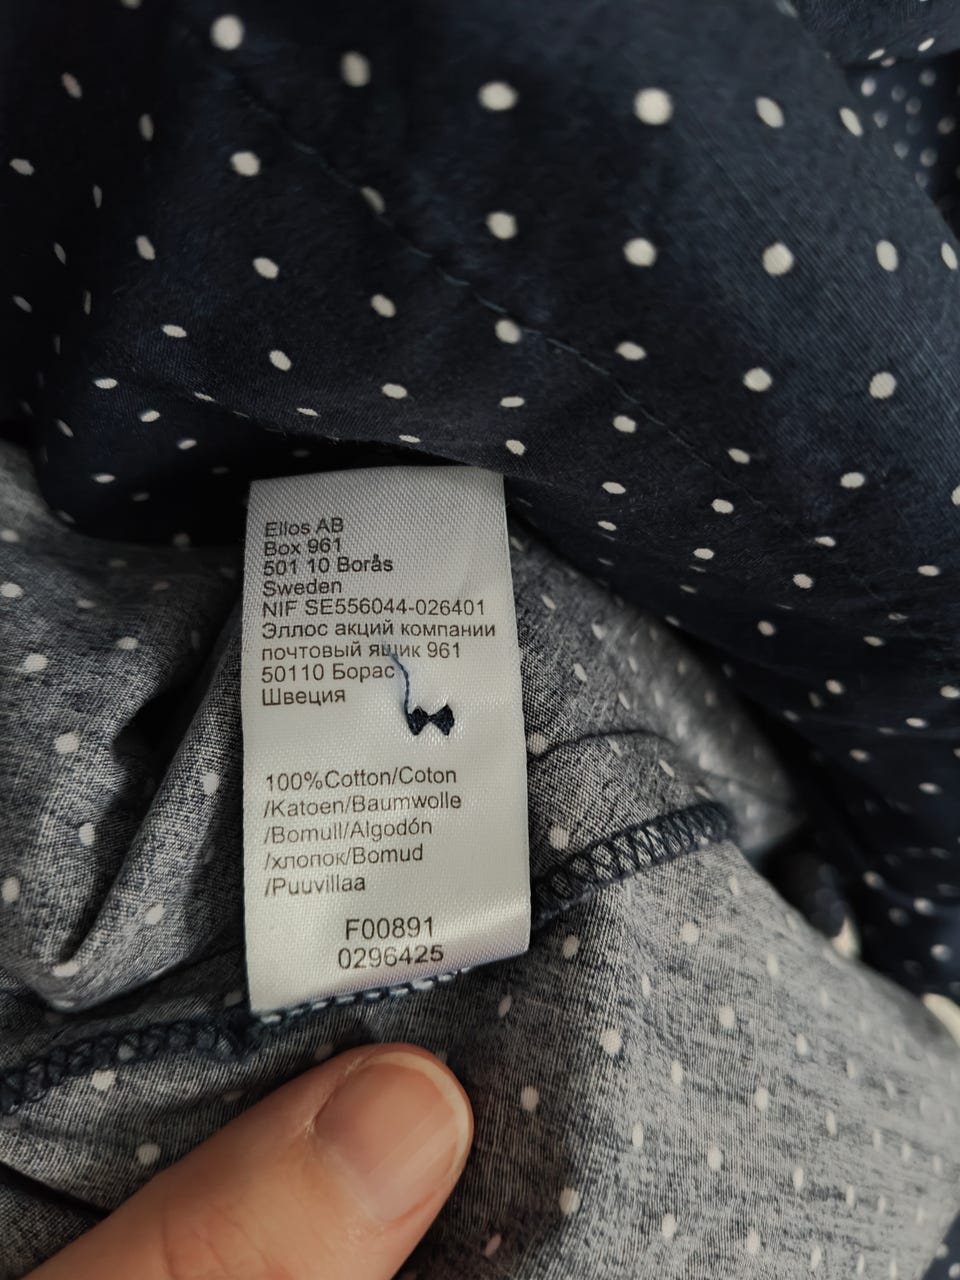 Ellos AB
Box 961
501 10 Borås
Sweden
NIF SE556044-026401
Эллос акций компании
почтовый ящик 961
50110 Борас
Швеция
100%Cotton/Coton
/Katoen/Baumwolle
/Bomull/Algodón
/хлопок/Bomud
/Puuvillaa
F00891
0296425